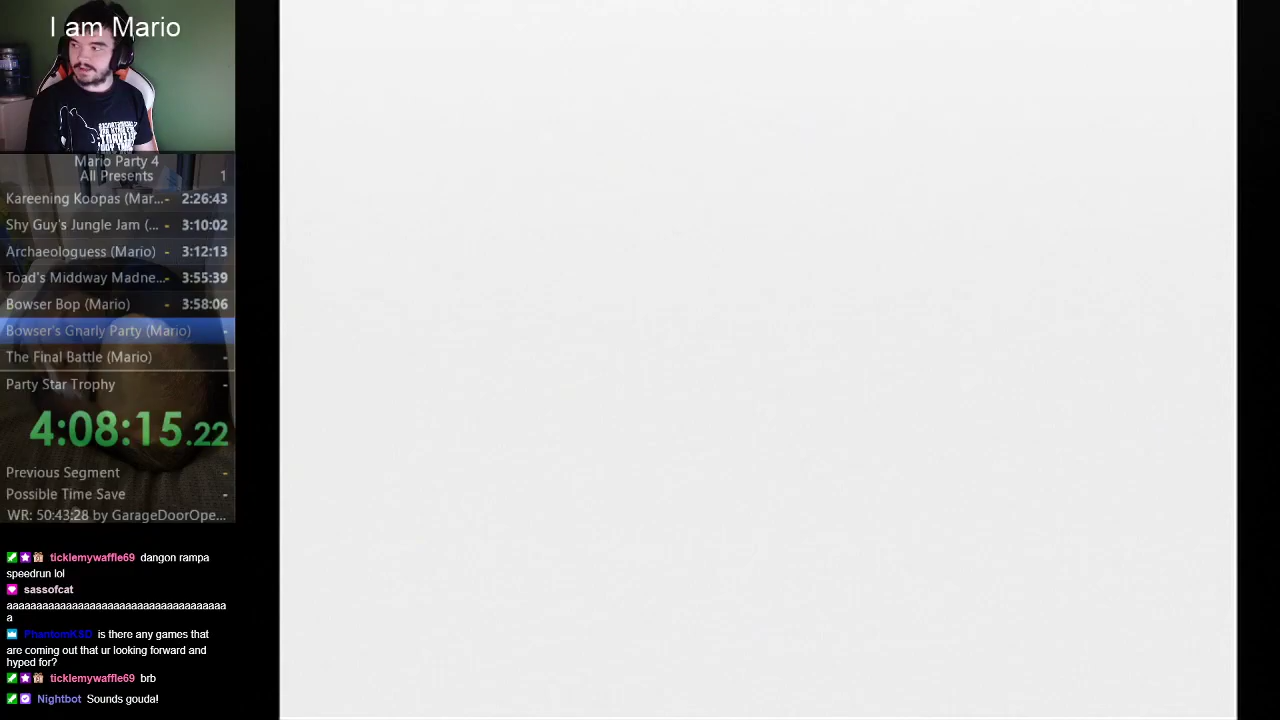 I am Mario
Mario Party 4
All Presents 1
Kareening Koopas (Mar... - 2:26:43
Shy Guy's Jungle Jam (... - 3:10:02
Archaeologuess (Mario) - 3:12:13
Toad's Middway Madne... - 3:55:39
Bowser Bop (Mario) - 3:58:06
Bowser's Gnarly Party (Mario) -
The Final Battle (Mario) -
Party Star Trophy -
4:08:15.22
Previous Segment -
Possible Time Save -
WR: 50:43:28 by GarageDoorOpe...
ticklemywaffle69 dangon rampa
speedrun lol
sassofcat
aaaaaaaaaaaaaaaaaaaaaaaaaaaaaaaaaaaaa
a
PhantomKSD is there any games that
are coming out that ur looking forward and
hyped for?
ticklemywaffle69 brb
Nightbot Sounds gouda!